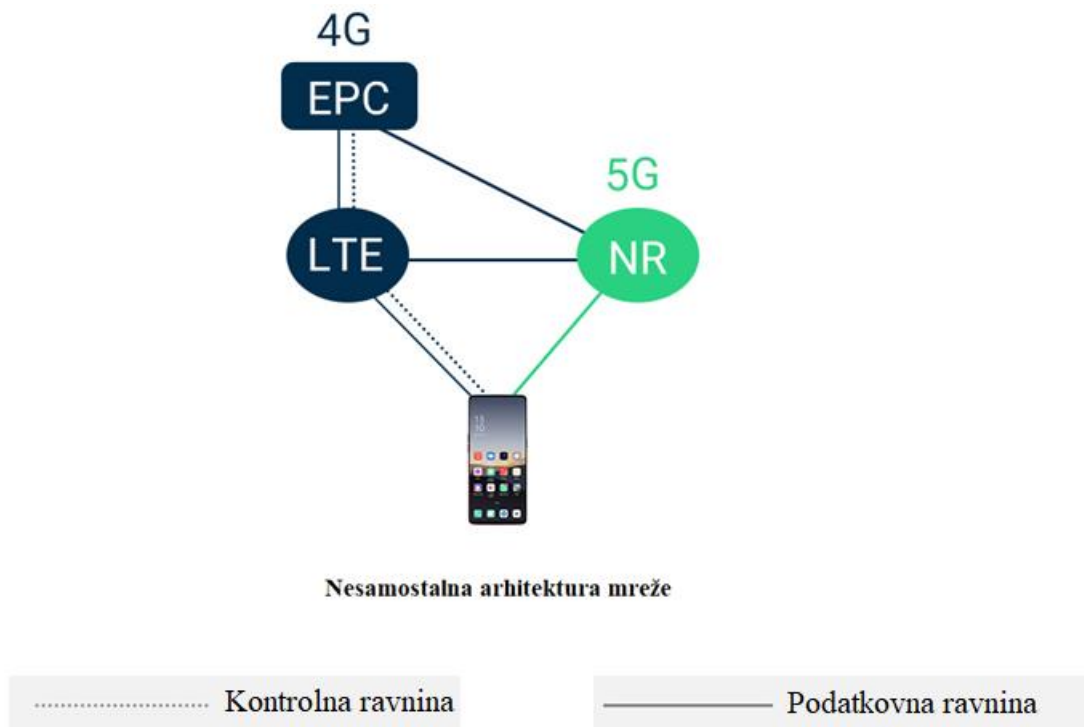 4G
EPC
5G
LTE
NR
Nesamostalna arhitektura mreže
Kontrolna ravnina
Podatkovna ravnina